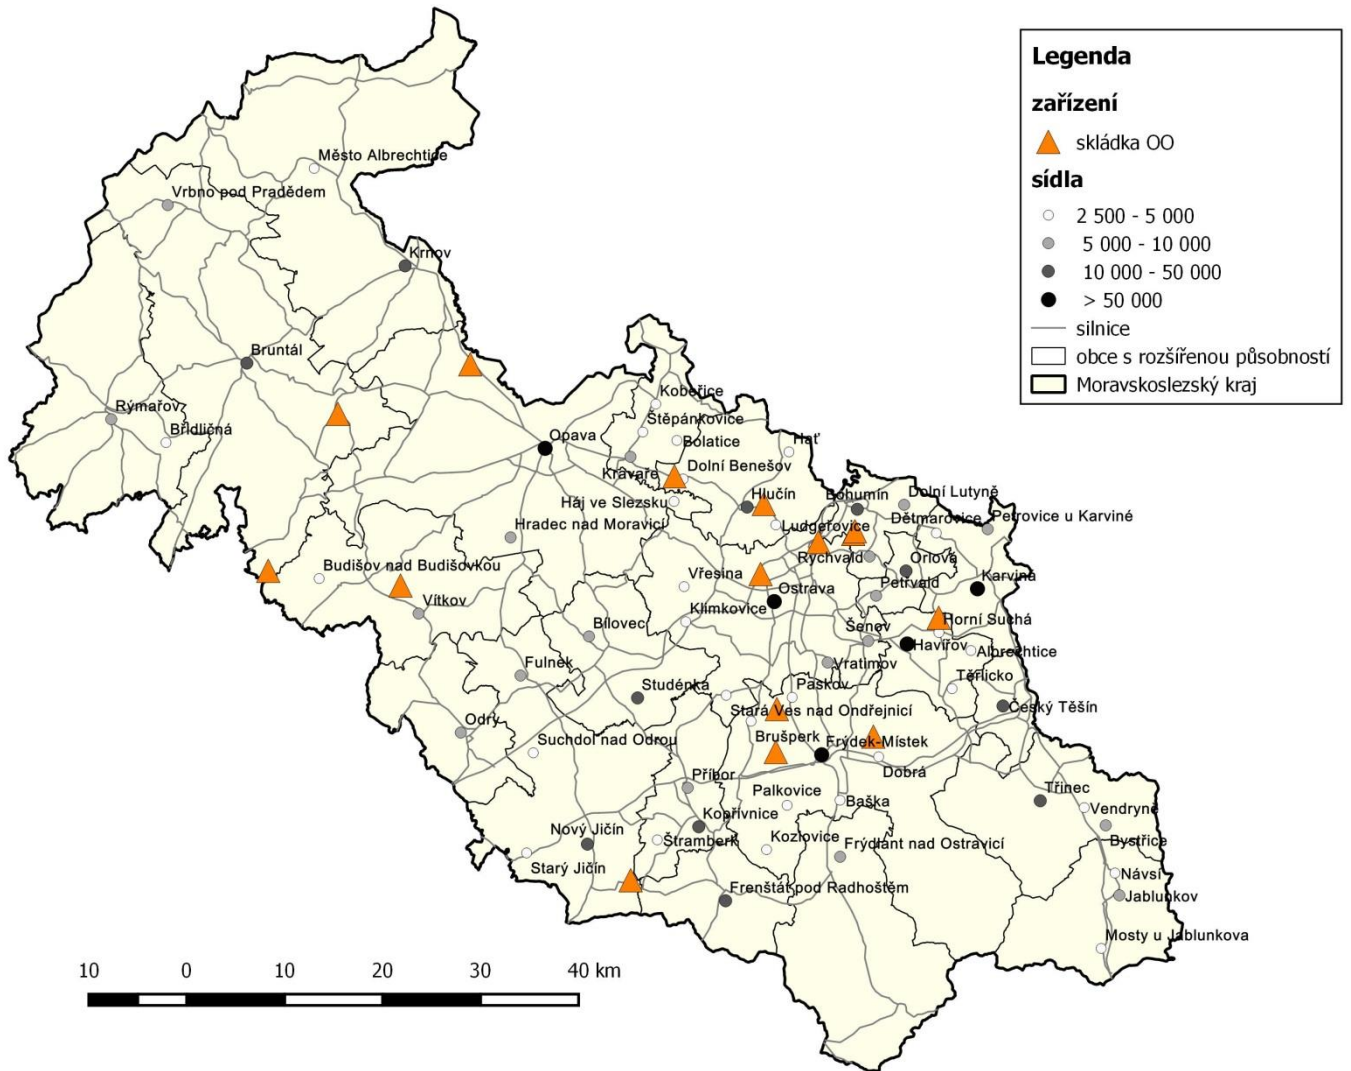 Legenda
zařízení
skládka OO
sídla
2 500 - 5 000
5 000 - 10 000
10 000 - 50 000
> 50 000
silnice
obce s rozšířenou působností
Moravskoslezský kraj
Město Albrechtice
Vrbno pod Pradědem
Krnov
Bruntál
Rýmařov
Břidličná
Opava
Kobeřice
Štěpánkovice
Bolatice
Hať
Kravaře
Dolní Benešov
Háj ve Slezsku
Hlučín
Bohumín
Dolní Lutyně
Ludgeřovice
Dětmarovice
Petrovice u Karviné
Hradec nad Moravicí
Rychvald
Orlová
Budišov nad Budišovkou
Vřesina
Ostrava
Petřvald
Karviná
Vítkov
Klimkovice
Horní Suchá
Bílovec
Šenov
Havířov
Albrechtice
Fulnek
Vratimov
Těrlicko
Studénka
Paskov
Český Těšín
Stará Ves nad Ondřejnicí
Odry
Suchdol nad Odrou
Brušperk
Frýdek-Místek
Dobrá
Příbor
Palkovice
Baška
Třinec
Vendryně
Kopřivnice
Nový Jičín
Štramberk
Kozlovice
Frýdlant nad Ostravicí
Bystřice
Starý Jičín
Návsí
Frenštát pod Radhoštěm
Jablunkov
Mosty u Jablunkova
10 0 10 20 30 40 km